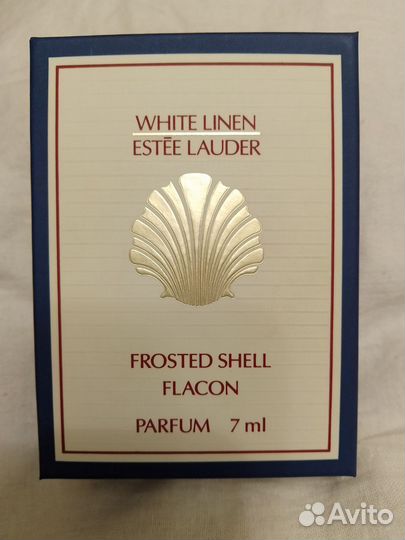 WHITE LINEN
ESTĒE LAUDER
FROSTED SHELL
FLACON
PARFUM 7 ml
Avito